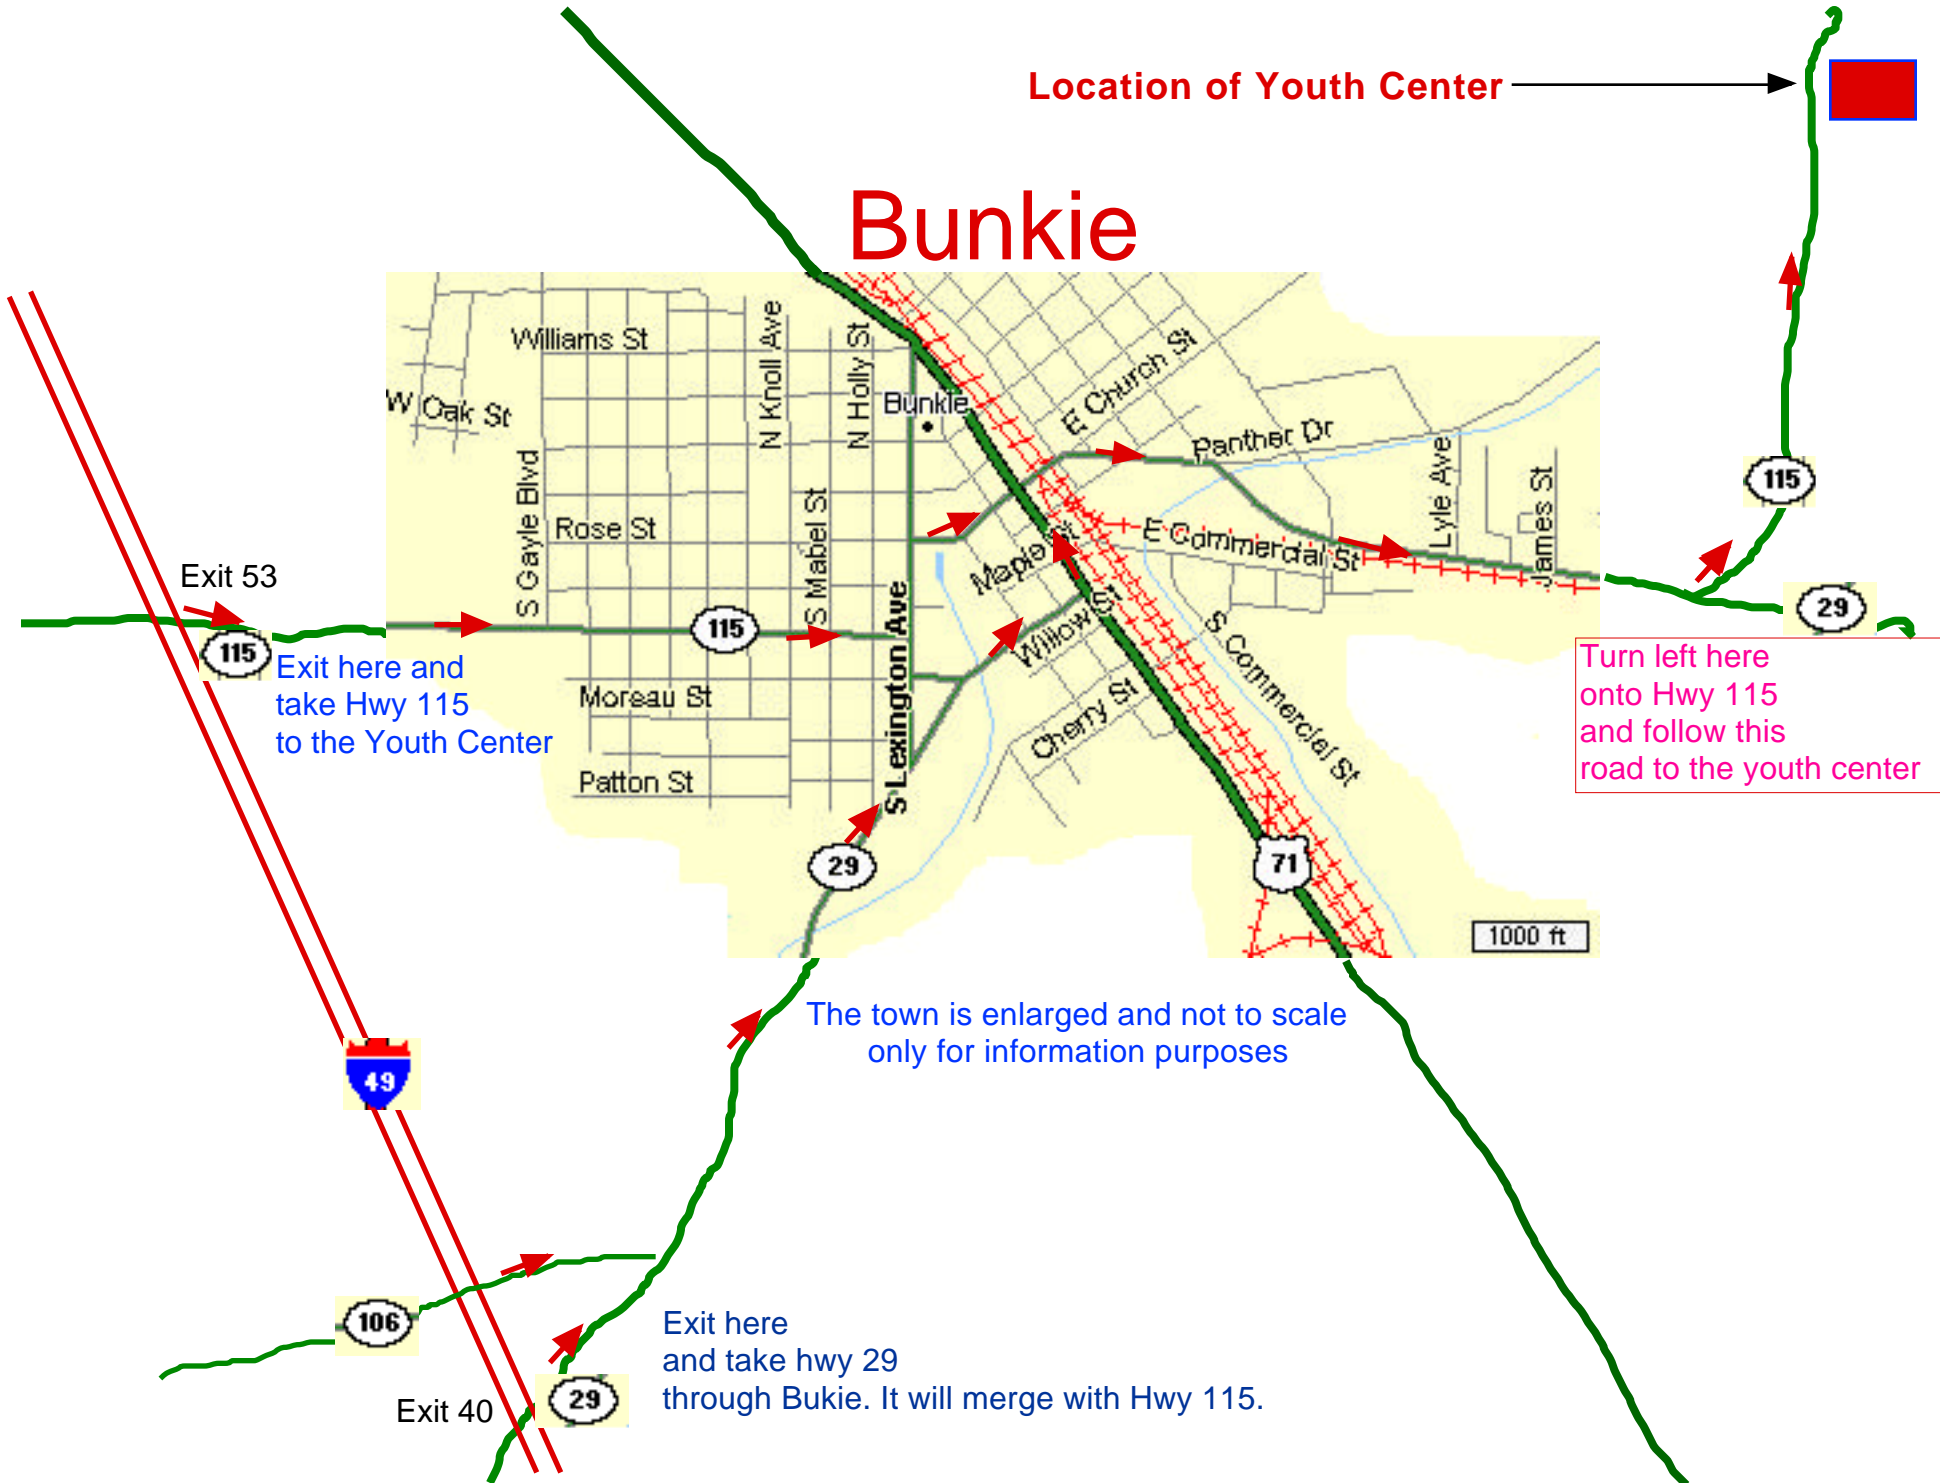 Location of Youth Center
Bunkie
Williams St
N Knoll Ave
N Holly St
E Church St
W Oak St
Bunkie
Panther Dr
S Gayle Blvd
Lyle Ave
115
Rose St
S Mabel St
Maple St
E Commercial St
James St
Exit 53
115
115
S Lexington Ave
Willow
S Commercial St
29
Exit here and
take Hwy 115
to the Youth Center
Moreau St
Cherry St
Patton St
Turn left here
onto Hwy 115
and follow this
road to the youth center
29
71
1000 ft
The town is enlarged and not to scale
only for information purposes
49
106
Exit here
and take hwy 29
through Bukie. It will merge with Hwy 115.
Exit 40
29